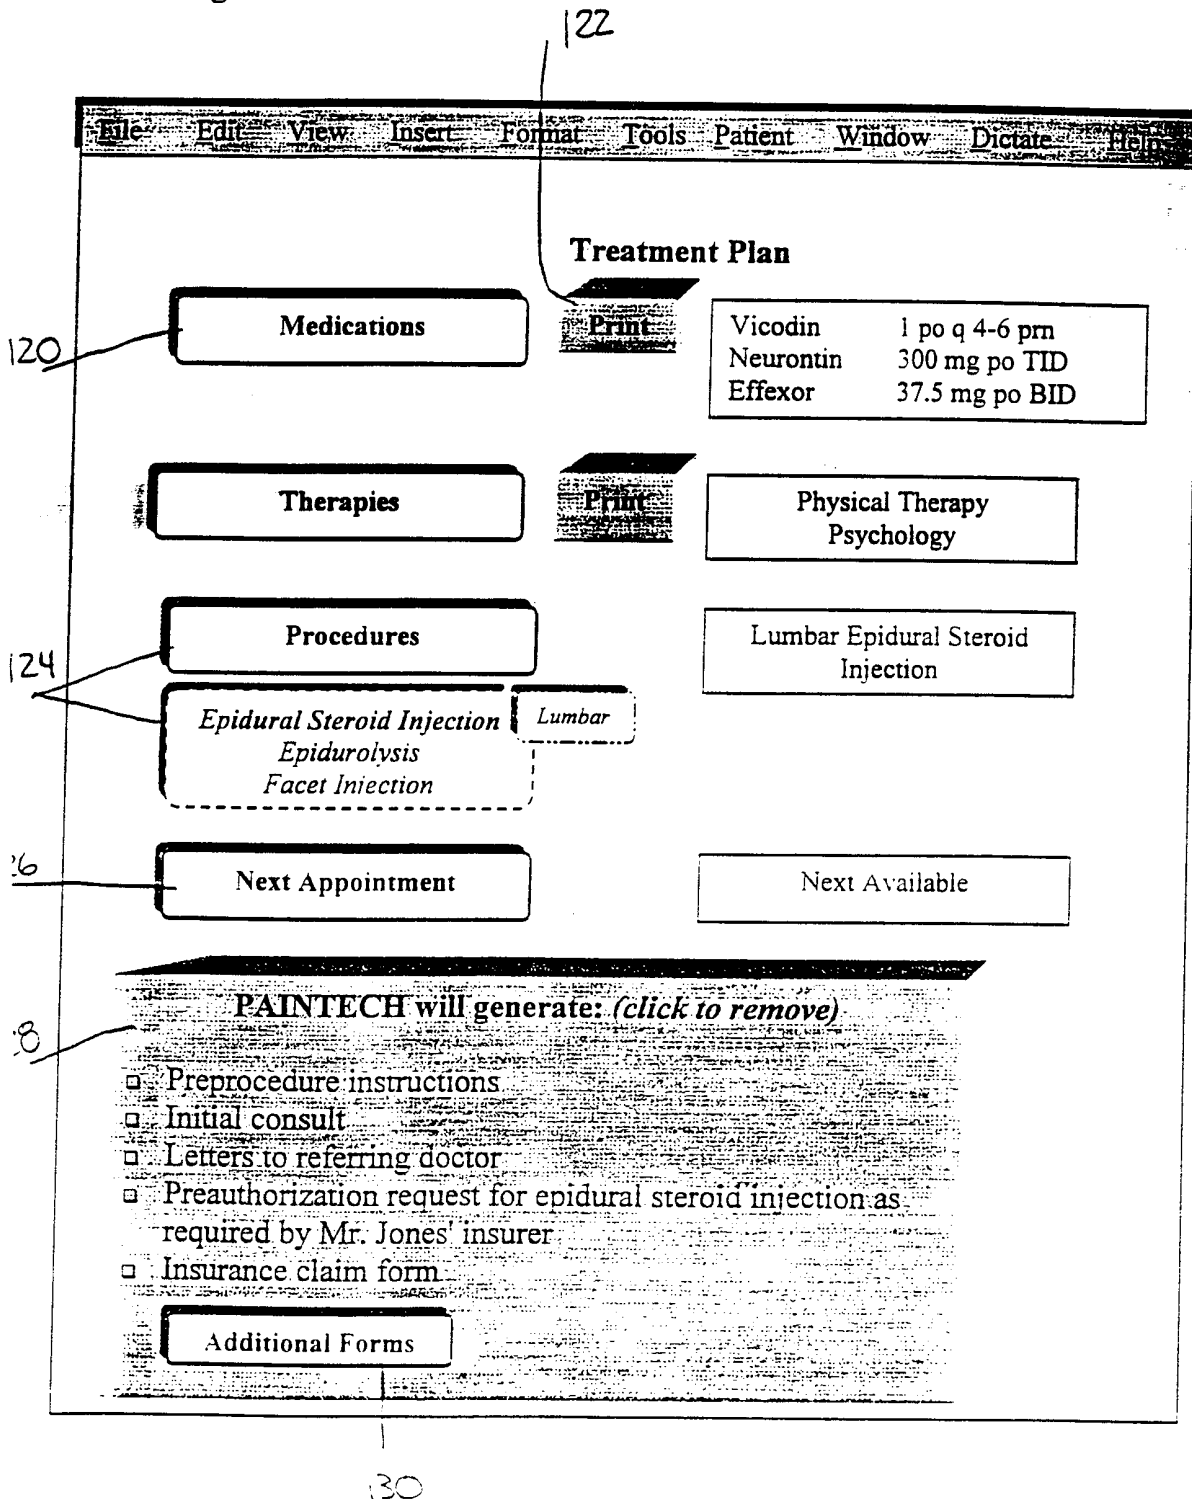 122
File Edit View Insert Format Tools Patient Window Dictate Help
Treatment Plan
120
Medications
Print
Vicodin 1 po q 4-6 prn
Neurontin 300 mg po TID
Effexor 37.5 mg po BID
Therapies
Print
Physical Therapy
Psychology
124
Procedures
Lumbar Epidural Steroid
Injection
Epidural Steroid Injection
Lumbar
Epidurolysis
Facet Injection
26
Next Appointment
Next Available
28
PAINTECH will generate: (click to remove)
Preprocedure instructions
Initial consult
Letters to referring doctor
Preauthorization request for epidural steroid injection as
required by Mr. Jones' insurer
Insurance claim form
Additional Forms
130